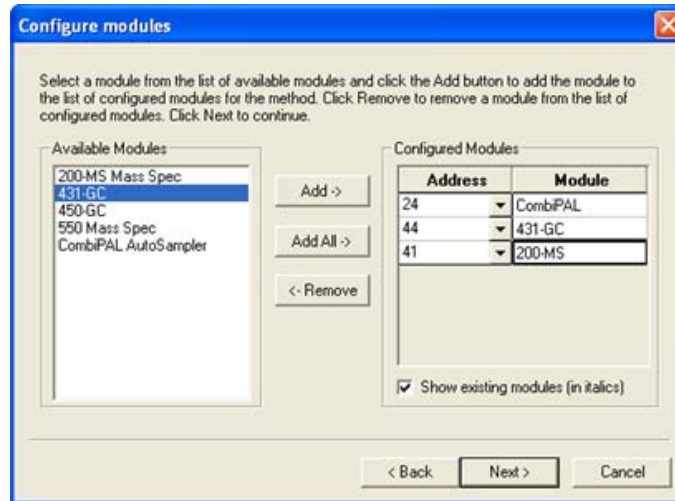 Configure modules
Select a module from the list of available modules and click the Add button to add the module to
the list of configured modules for the method. Click Remove to remove a module from the list of
configured modules. Click Next to continue.
Available Modules
200-MS Mass Spec
431-GC
450-GC
550 Mass Spec
CombiPAL AutoSampler
Add ->
Add All ->
<- Remove
Configured Modules
Address Module
24 CombiPAL
44 431-GC
41 200-MS
Show existing modules (in italics)
< Back Next > Cancel